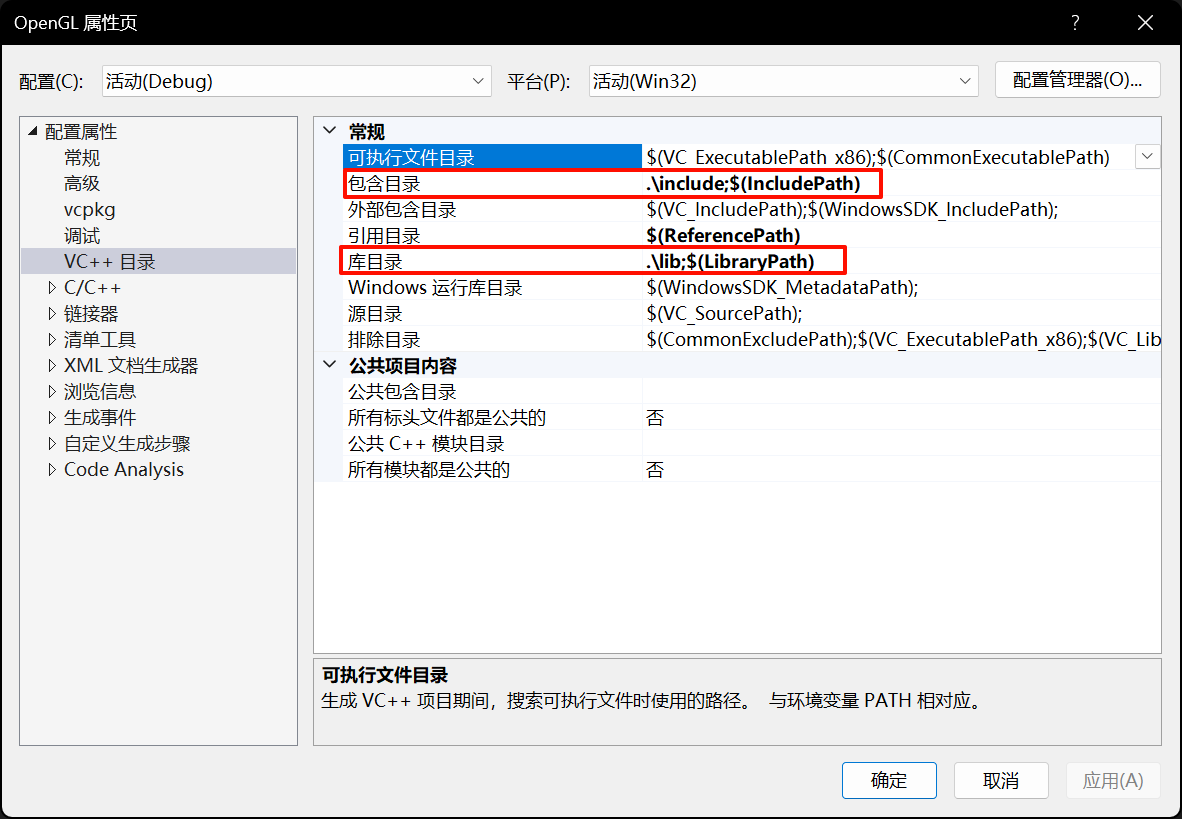 OpenGL 属性页
配置(C): 活动(Debug) 平台(P): 活动(Win32) 配置管理器(O)...
配置属性
常规
高级
vcpkg
调试
VC++ 目录
C/C++
链接器
清单工具
XML 文档生成器
浏览信息
生成事件
自定义生成步骤
Code Analysis
常规
可执行文件目录 $(VC_ExecutablePath_x86);$(CommonExecutablePath)
包含目录 .\include;$(IncludePath)
外部包含目录 $(VC_IncludePath);$(WindowsSDK_IncludePath);
引用目录 $(ReferencePath)
库目录 .\lib;$(LibraryPath)
Windows 运行库目录 $(WindowsSDK_MetadataPath);
源目录 $(VC_SourcePath);
排除目录 $(CommonExcludePath);$(VC_ExecutablePath_x86);$(VC_Lib
公共项目内容
公共包含目录
所有标头文件都是公共的 否
公共 C++ 模块目录
所有模块都是公共的 否
可执行文件目录
生成 VC++ 项目期间，搜索可执行文件时使用的路径。 与环境变量 PATH 相对应。
确定 取消 应用(A)